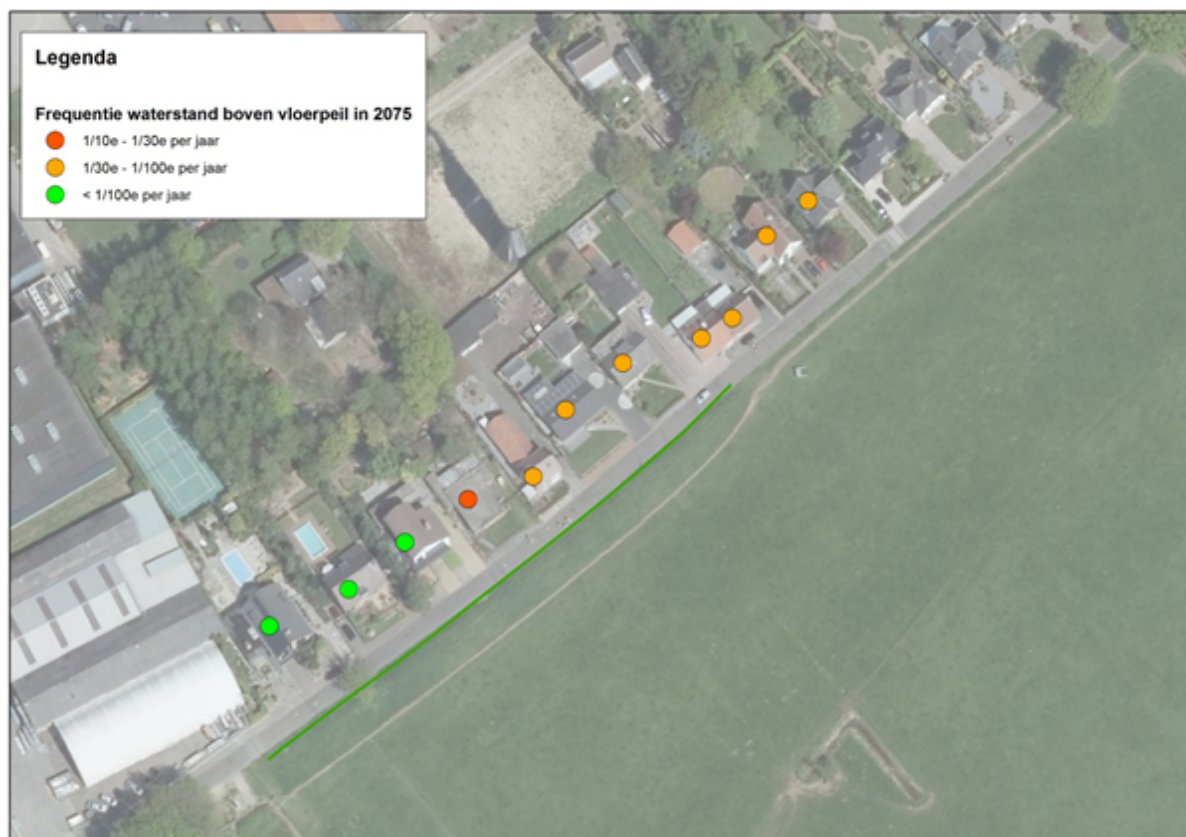 Legenda
Frequentie waterstand boven vloerpeil in 2075
1/10e - 1/30e per jaar
1/30e - 1/100e per jaar
< 1/100e per jaar